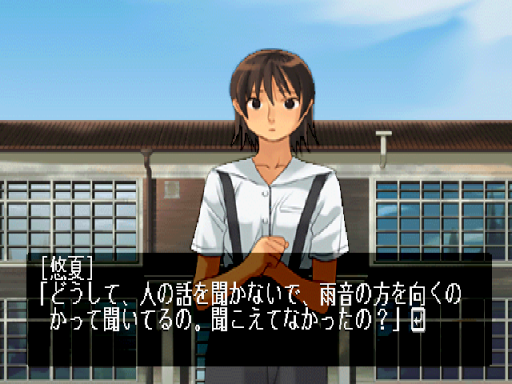 [悠夏]
「どうして、人の話を聞かないで、雨音の方を向くの
かって聞いてるの。聞こえてなかったの？」